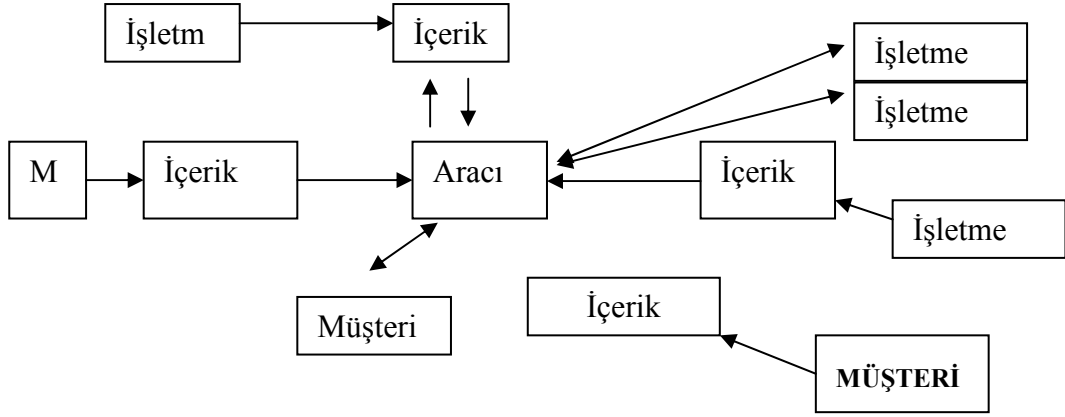 İşletm
İçerik
İşletme
İşletme
M
İçerik
Aracı
İçerik
İşletme
Müşteri
İçerik
MÜŞTERİ